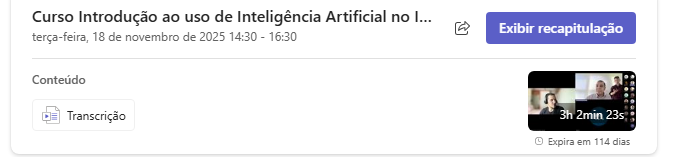 Curso Introdução ao uso de Inteligência Artificial no I...
terça-feira, 18 de novembro de 2025 14:30 - 16:30
Exibir recapitulação
Conteúdo
Transcrição
3h 2min 23s
Expira em 114 dias